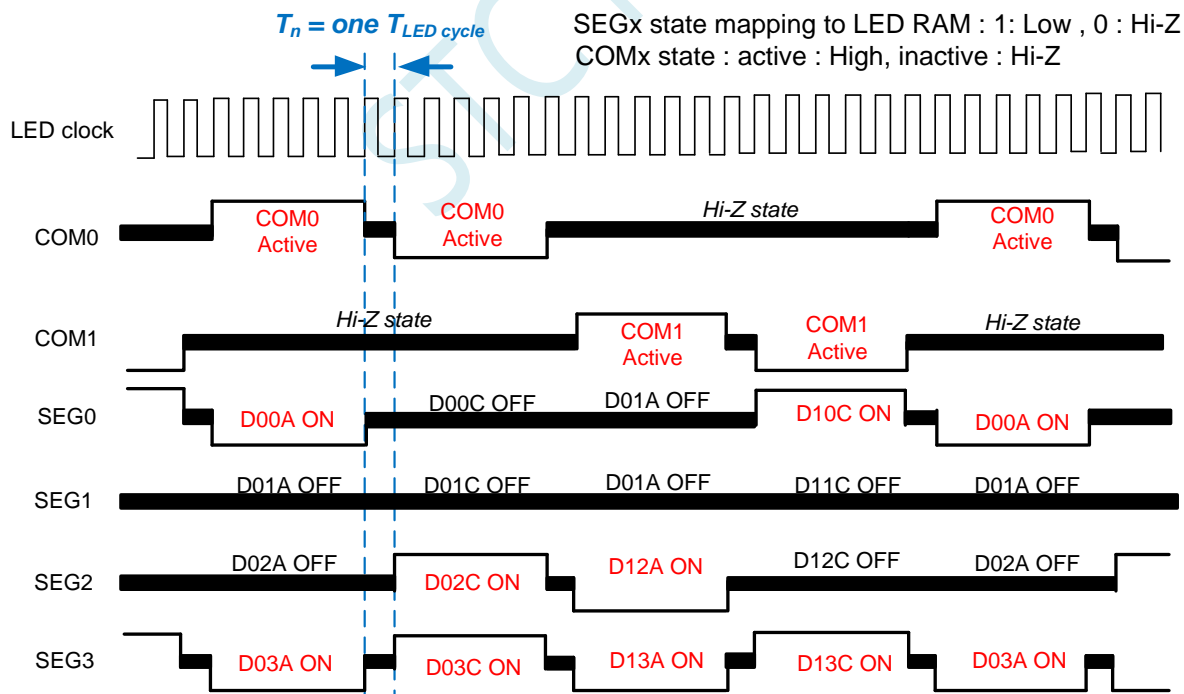 T_n = one T_LED cycle
SEGx state mapping to LED RAM : 1: Low , 0 : Hi-Z
COMx state : active : High, inactive : Hi-Z
LED clock
COM0
COM0
Active
COM0
Active
Hi-Z state
COM0
Active
COM1
Hi-Z state
COM1
Active
COM1
Active
Hi-Z state
SEG0
D00A ON
D00C OFF
D01A OFF
D10C ON
D00A ON
SEG1
D01A OFF
D01C OFF
D01A OFF
D11C OFF
D01A OFF
SEG2
D02A OFF
D02C ON
D12A ON
D12C OFF
D02A OFF
SEG3
D03A ON
D03C ON
D13A ON
D13C ON
D03A ON